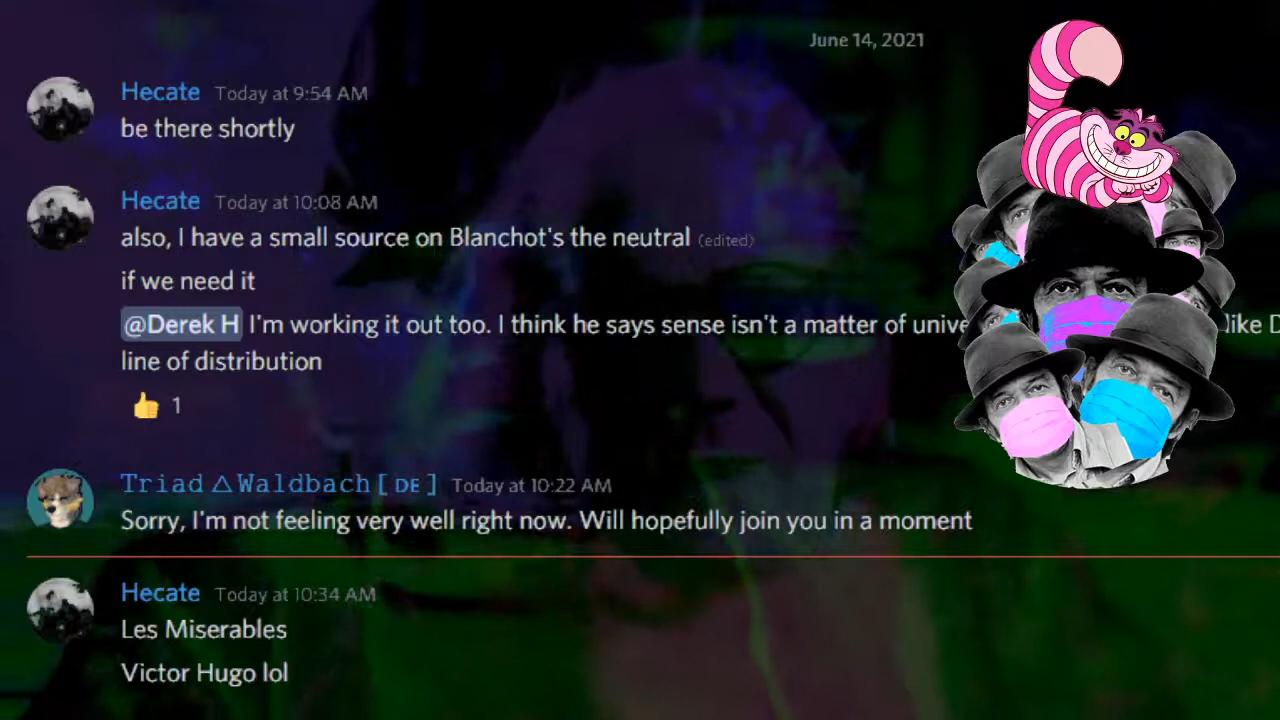 June 14, 2021
Hecate Today at 9:54 AM
be there shortly
Hecate Today at 10:08 AM
also, I have a small source on Blanchot's the neutral (edited)
if we need it
@Derek H I'm working it out too. I think he says sense isn't a matter of like
line of distribution
👍 1
Triad △ Waldbach [ DE ] Today at 10:22 AM
Sorry, I'm not feeling very well right now. Will hopefully join you in a moment
Hecate Today at 10:34 AM
Les Miserables
Victor Hugo lol